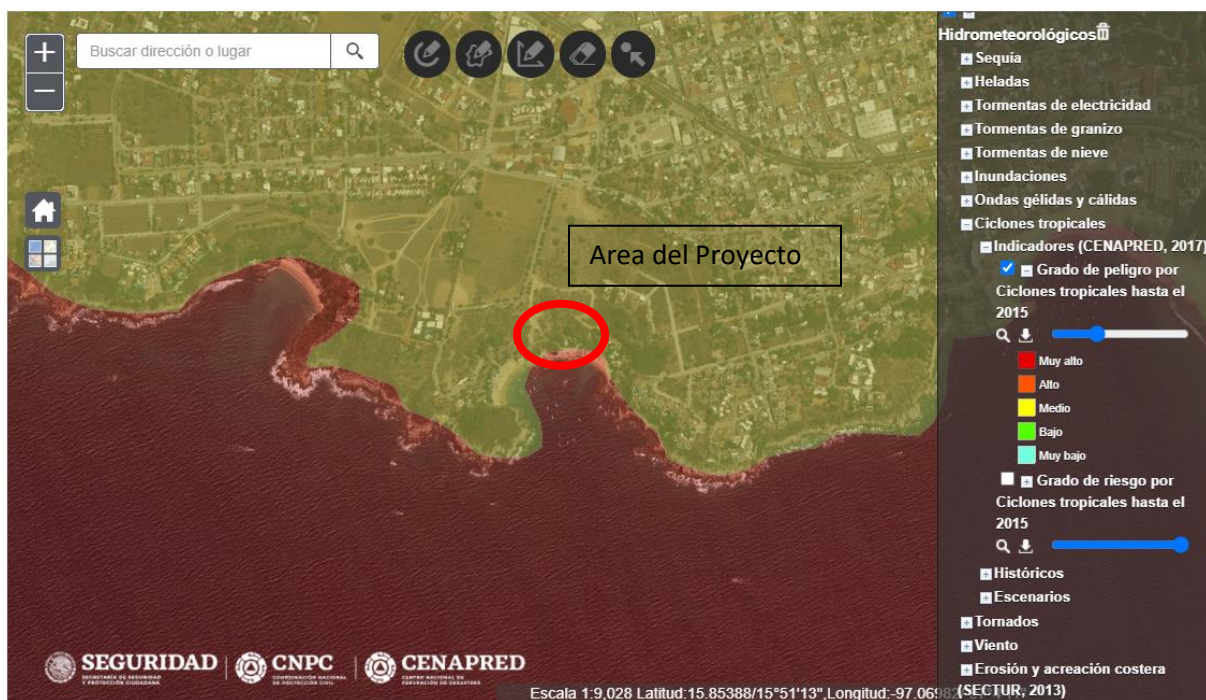 +
Buscar dirección o lugar
−
Area del Proyecto
Hidrometeorológicos
Sequía
Heladas
Tormentas de electricidad
Tormentas de granizo
Tormentas de nieve
Inundaciones
Ondas gélidas y cálidas
Ciclones tropicales
Indicadores (CENAPRED, 2017)
Grado de peligro por
Ciclones tropicales hasta el
2015
Muy alto
Alto
Medio
Bajo
Muy bajo
Grado de riesgo por
Ciclones tropicales hasta el
2015
Históricos
Escenarios
Tornados
Viento
Erosión y acreación costera
(SECTUR, 2013)
SEGURIDAD
SECRETARÍA DE SEGURIDAD
Y PROTECCIÓN CIUDADANA
CNPC
COORDINACIÓN NACIONAL
DE PROTECCIÓN CIVIL
CENAPRED
CENTRO NACIONAL DE
PREVENCIÓN DE DESASTRES
Escala 1:9,028 Latitud:15.85388/15°51'13",Longitud:-97.069